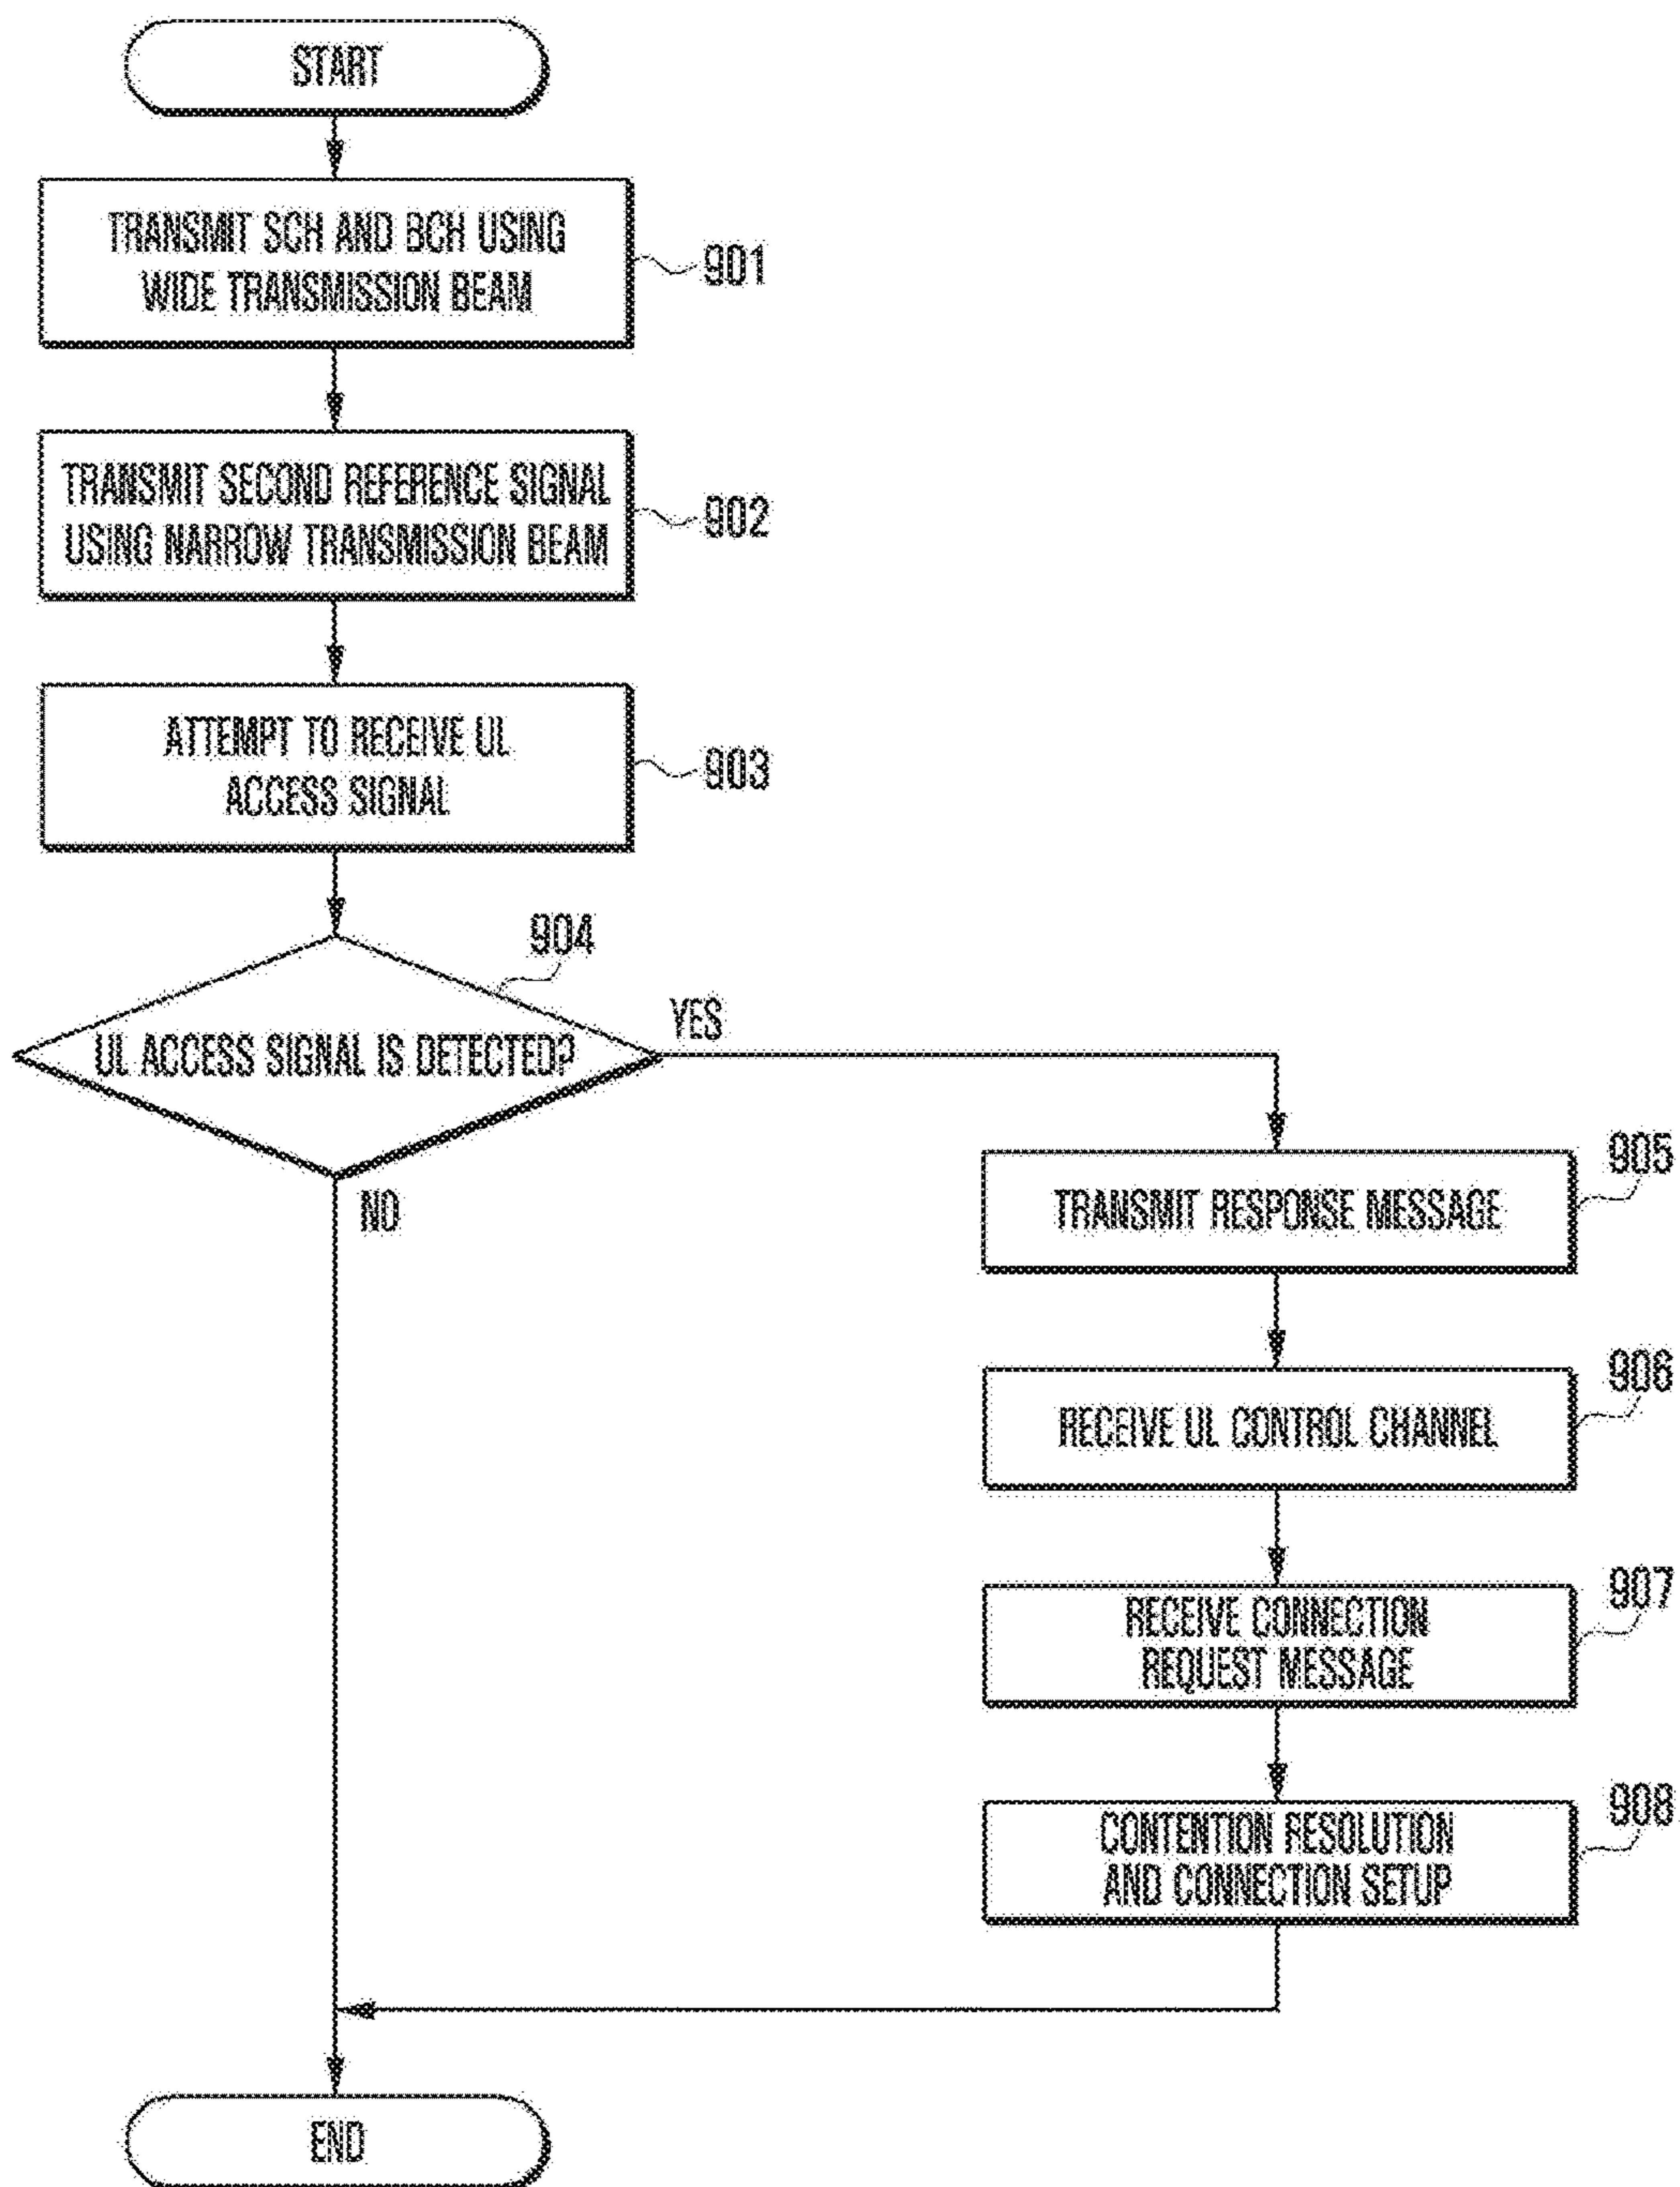 START
TRANSMIT SCH AND BCH USING
WIDE TRANSMISSION BEAM
901
TRANSMIT SECOND REFERENCE SIGNAL
USING NARROW TRANSMISSION BEAM
902
ATTEMPT TO RECEIVE UL
ACCESS SIGNAL
903
904
UL ACCESS SIGNAL IS DETECTED?
YES
NO
905
TRANSMIT RESPONSE MESSAGE
906
RECEIVE UL CONTROL CHANNEL
907
RECEIVE CONNECTION
REQUEST MESSAGE
908
CONTENTION RESOLUTION
AND CONNECTION SETUP
END